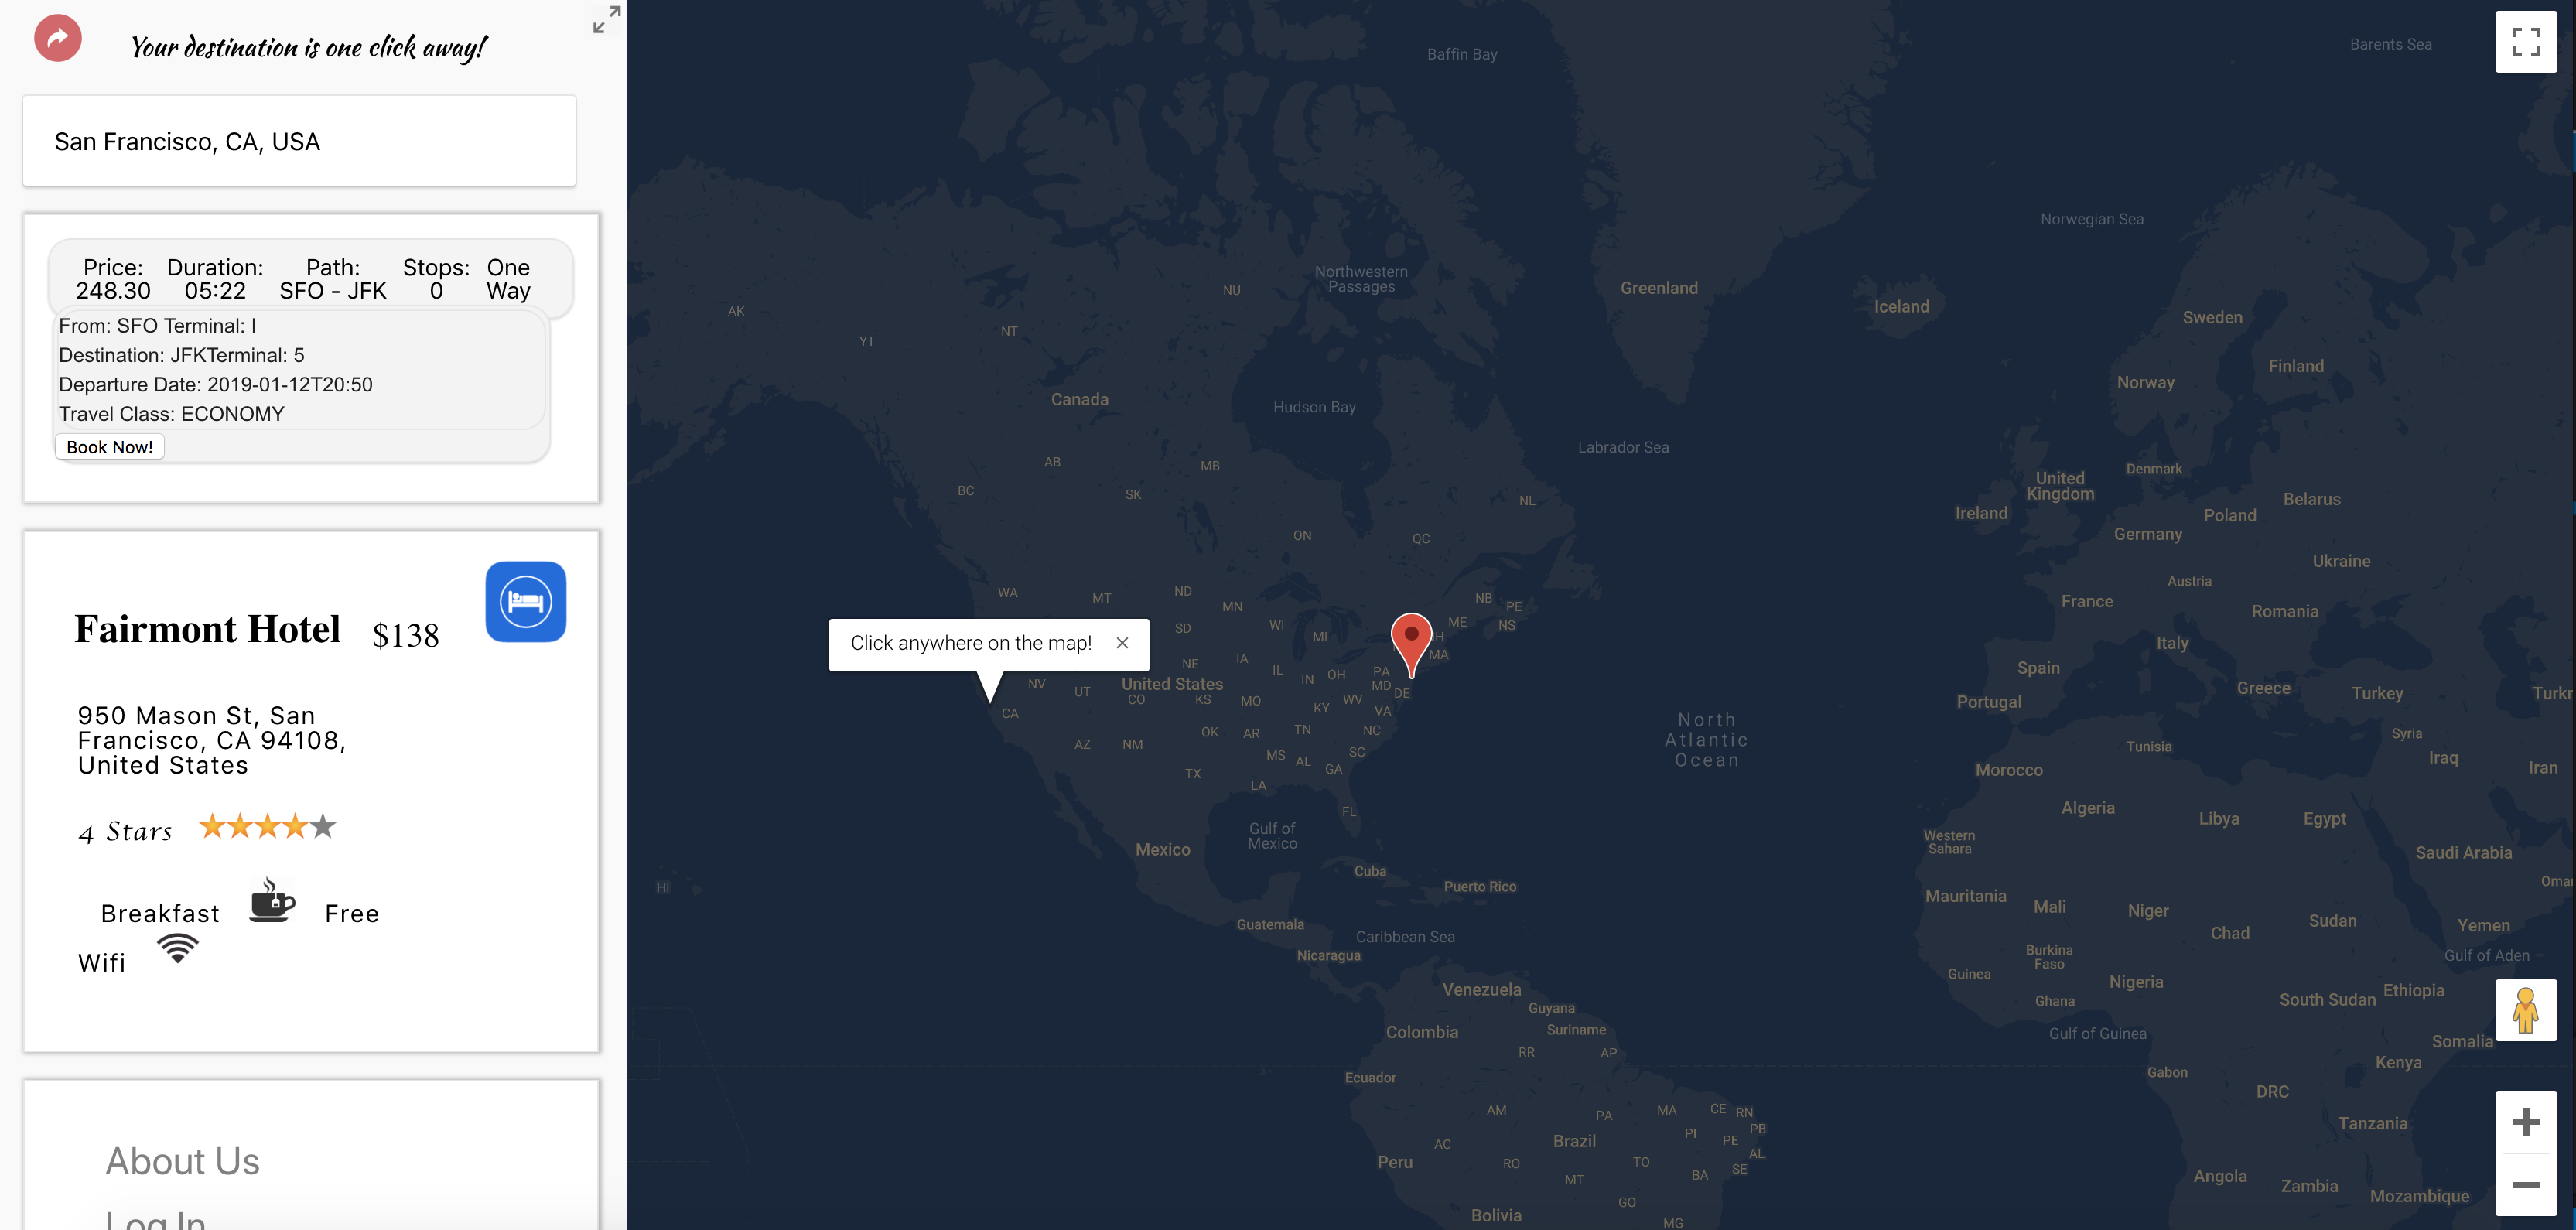 Your destination is one click away!
San Francisco, CA, USA
Price: Duration: Path: Stops: One
248.30 05:22 SFO - JFK 0 Way
From: SFO Terminal: I
Destination: JFKTerminal: 5
Departure Date: 2019-01-12T20:50
Travel Class: ECONOMY
Book Now!
Fairmont Hotel $138
950 Mason St, San
Francisco, CA 94108,
United States
4 Stars
Breakfast Free
Wifi
About Us
Log In
Click anywhere on the map! ×
Baffin Bay
Barents Sea
Norwegian Sea
Northwestern
Passages
Greenland
Iceland
NU
AK
NT
YT
Sweden
Finland
Norway
Canada
Hudson Bay
Labrador Sea
AB
MB
BC
SK
NL
ON
QC
Denmark
United
Kingdom
Ireland
Belarus
Poland
Germany
Ukraine
Austria
France
Romania
Italy
Spain
Portugal
Greece
Turkey
WA
MT
ND
MN
SD
WI
MI
NB
PE
ME
NS
MA
NE
IA
IL
IN
OH
PA
MD
DE
NV
UT
United States
CO
KS
MO
KY
WV
VA
CA
AZ
NM
OK
AR
TN
NC
MS
AL
GA
SC
TX
LA
FL
North
Atlantic
Ocean
Syria
Tunisia
Iraq
Iran
Morocco
Algeria
Libya
Egypt
Western
Sahara
Saudi Arabia
Gulf of
Mexico
Mexico
Cuba
Puerto Rico
HI
Mauritania
Mali
Niger
Chad
Sudan
Yemen
Gulf of Aden
Guatemala
Caribbean Sea
Nicaragua
Burkina
Faso
Guinea
Nigeria
Ghana
South Sudan
Ethiopia
Venezuela
Guyana
Suriname
Colombia
Gulf of Guinea
Somalia
Kenya
RR
AP
Ecuador
Gabon
DRC
Tanzania
AM
PA
MA
CE
RN
PB
PI
PE
AL
SE
AC
Brazil
Peru
RO
TO
BA
MT
GO
MG
Bolivia
Angola
Zambia
Mozambique